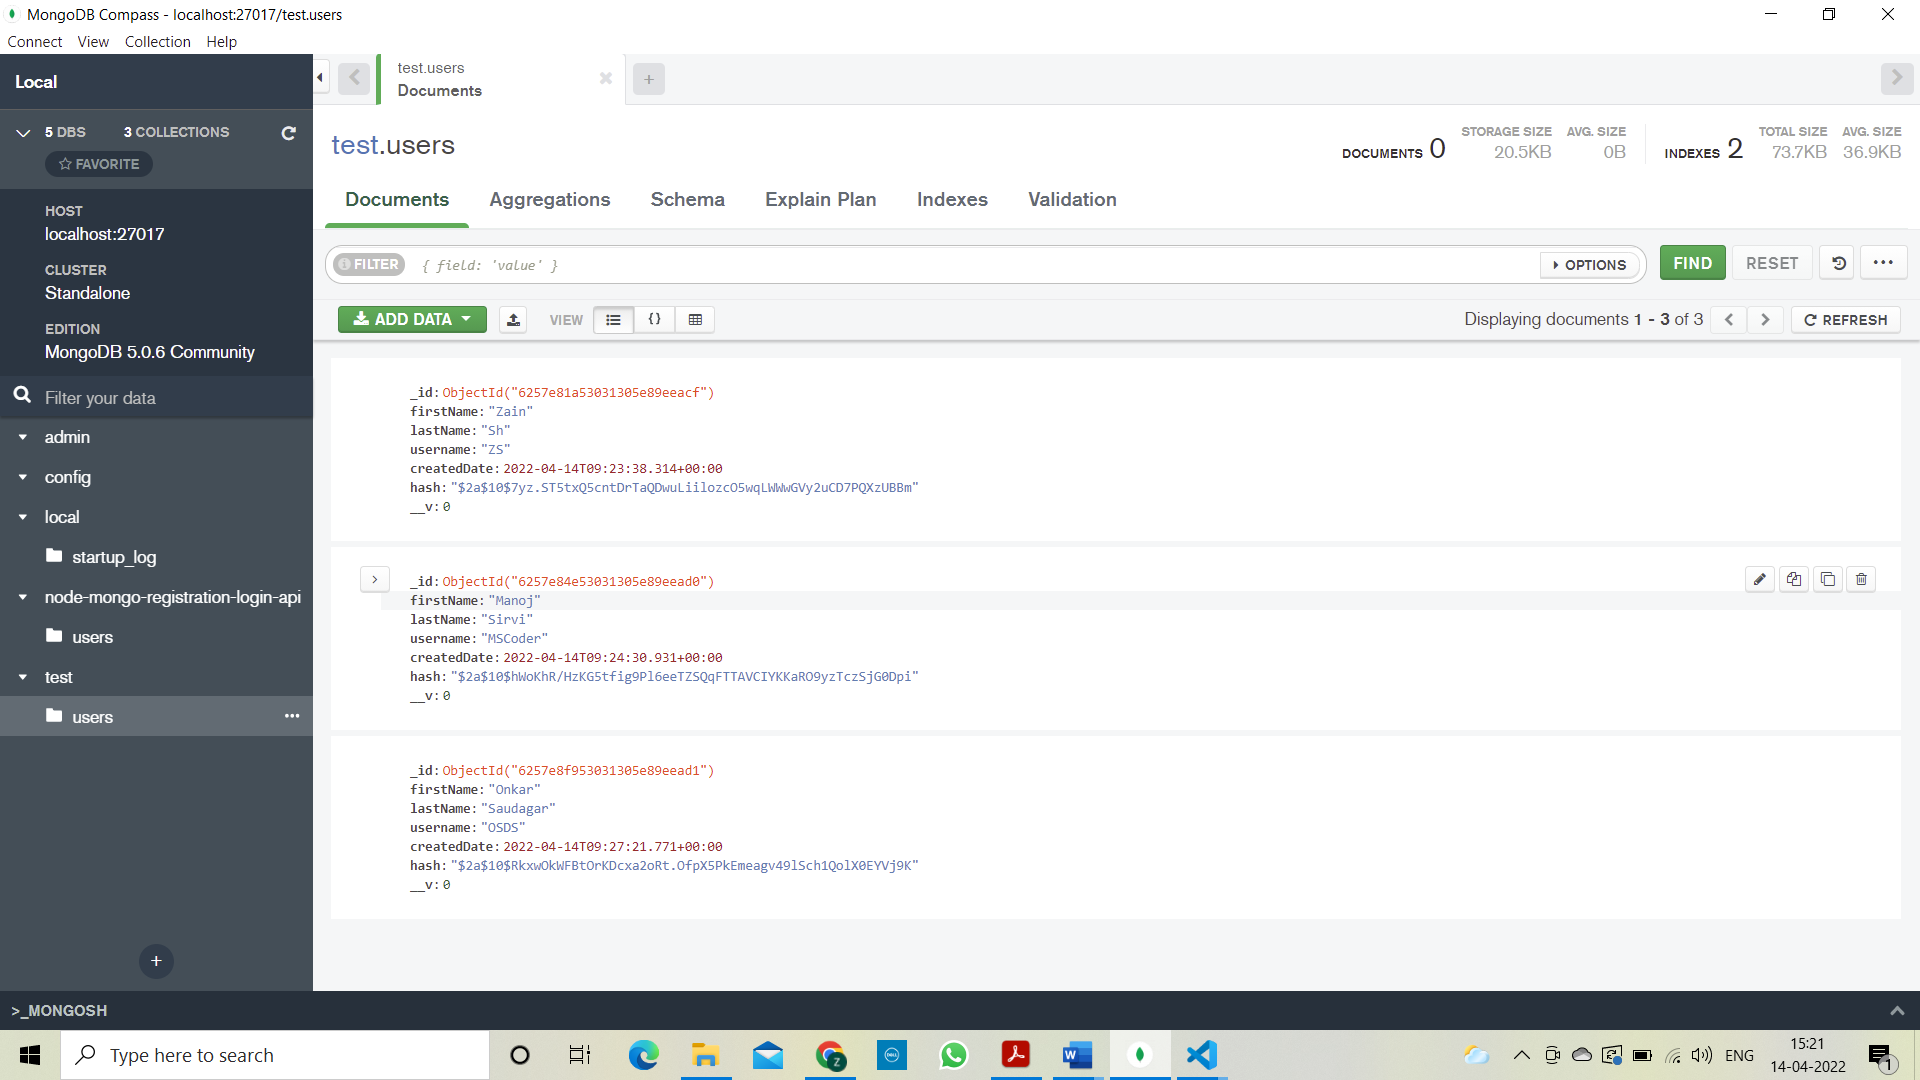 MongoDB Compass - localhost:27017/test.users
Connect View Collection Help
Local
5 DBS 3 COLLECTIONS
FAVORITE
HOST
localhost:27017
CLUSTER
Standalone
EDITION
MongoDB 5.0.6 Community
Filter your data
admin
config
local
startup_log
node-mongo-registration-login-api
users
test
users
test.users
Documents
test.users
DOCUMENTS 0
STORAGE SIZE
20.5KB
AVG. SIZE
0B
INDEXES 2
TOTAL SIZE
73.7KB
AVG. SIZE
36.9KB
Documents Aggregations Schema Explain Plan Indexes Validation
FILTER { field: 'value' } OPTIONS FIND RESET
ADD DATA VIEW Displaying documents 1 - 3 of 3 REFRESH
_id: ObjectId("6257e81a53031305e89eeacf")
firstName: "Zain"
lastName: "Sh"
username: "ZS"
createdDate: 2022-04-14T09:23:38.314+00:00
hash: "$2a$10$7yz.ST5txQ5cntDrTaQDwuLiilozcO5wqLWWwGVy2uCD7PQXzUBBm"
__v: 0
_id: ObjectId("6257e84e53031305e89eead0")
firstName: "Manoj"
lastName: "Sirvi"
username: "MSCoder"
createdDate: 2022-04-14T09:24:30.931+00:00
hash: "$2a$10$hWoKhR/HzKG5tfig9Pl6eeTZSQqFTTAVCIYKKaRO9yzTczSjG0Dpi"
__v: 0
_id: ObjectId("6257e8f953031305e89eead1")
firstName: "Onkar"
lastName: "Saudagar"
username: "OSDS"
createdDate: 2022-04-14T09:27:21.771+00:00
hash: "$2a$10$RkxwOkWFBtOrKDcxa2oRt.OfpX5PkEmeagv49lSch1QolX0EYVj9K"
__v: 0
>_MONGOSH
Type here to search
ENG
15:21
14-04-2022
1